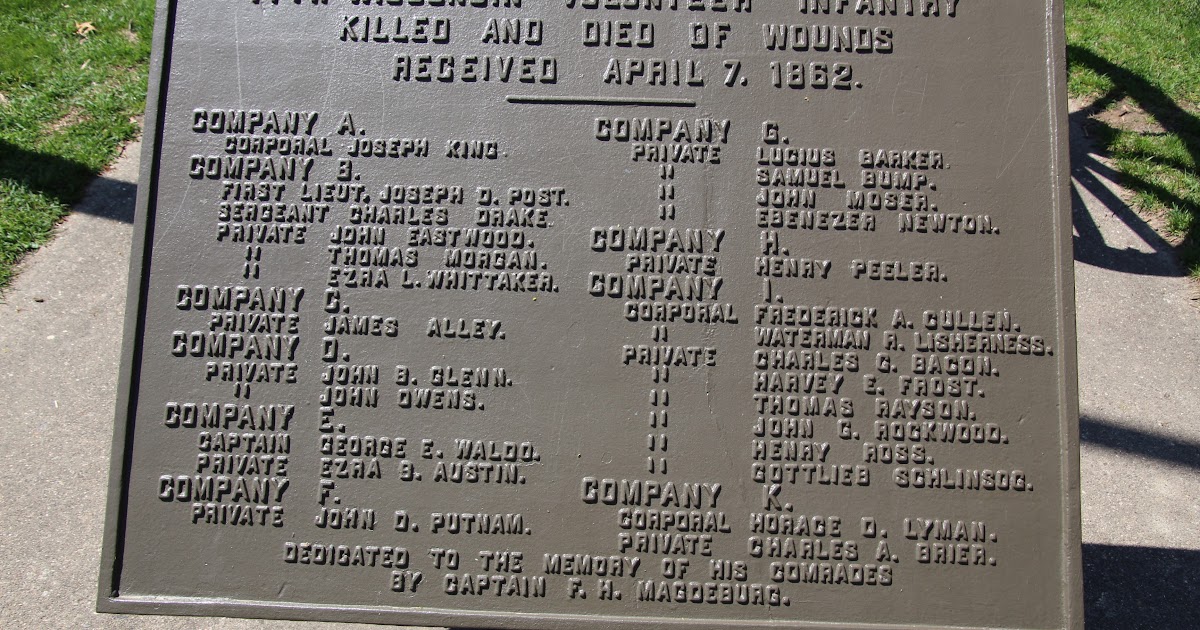 WISCONSIN VOLUNTEER INFANTRY
KILLED AND DIED OF WOUNDS
RECEIVED APRIL 7. 1862.
COMPANY A.
CORPORAL JOSEPH KING.
COMPANY B.
FIRST LIEUT. JOSEPH D. POST.
SERGEANT CHARLES DRAKE.
PRIVATE JOHN EASTWOOD.
" THOMAS MORGAN.
" EZRA L. WHITTAKER.
COMPANY C.
PRIVATE JAMES ALLEY.
COMPANY D.
PRIVATE JOHN B. GLENN.
" JOHN OWENS.
COMPANY E.
CAPTAIN GEORGE E. WALDO.
PRIVATE EZRA B. AUSTIN.
COMPANY F.
PRIVATE JOHN D. PUTNAM.
COMPANY G.
PRIVATE LUCIUS BARKER.
" SAMUEL BUMP.
" JOHN MOSER.
" EBENEZER NEWTON.
COMPANY H.
PRIVATE HENRY PEELER.
COMPANY I.
CORPORAL FREDERICK A. CULLEN.
" WATERMAN R. LISHERNESS.
PRIVATE CHARLES G. BACON.
" HARVEY E. FROST.
" THOMAS RAYSON.
" JOHN G. ROCKWOOD.
" HENRY ROSS.
" GOTTLIEB SCHLINSOG.
COMPANY K.
CORPORAL HORACE D. LYMAN.
PRIVATE CHARLES A. BRIER.
DEDICATED TO THE MEMORY OF HIS COMRADES
BY CAPTAIN F. H. MAGDEBURG.